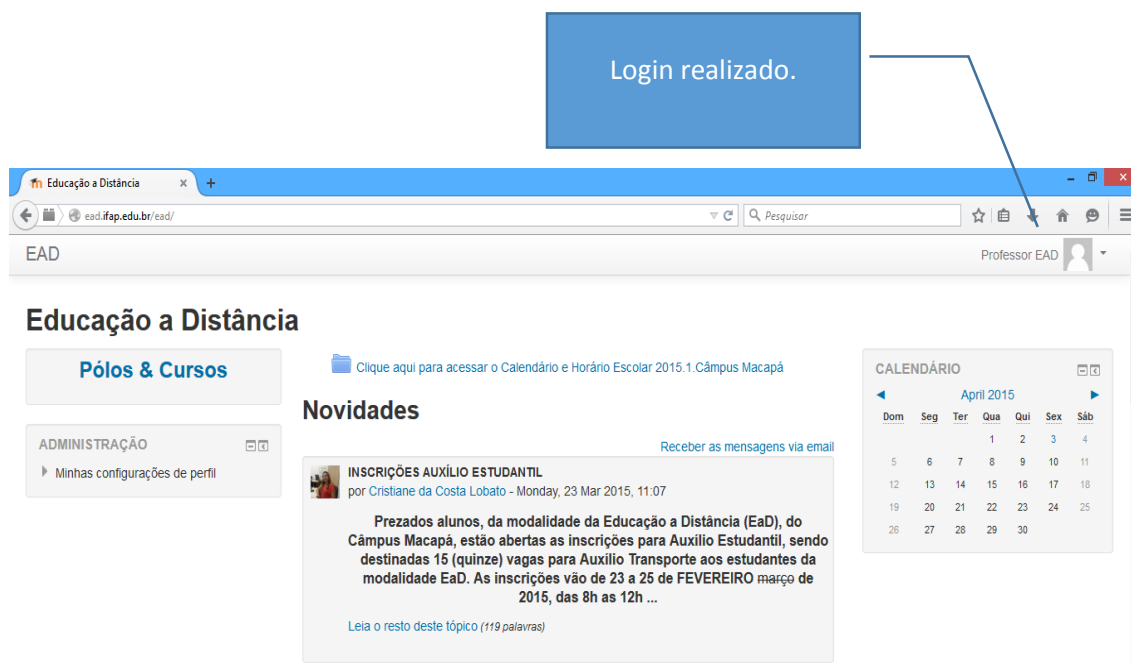 Login realizado.
Educação a Distância
ead.ifap.edu.br/ead/
Pesquisar
EAD
Professor EAD
Educação a Distância
Pólos & Cursos
ADMINISTRAÇÃO
Minhas configurações de perfil
Clique aqui para acessar o Calendário e Horário Escolar 2015.1.Câmpus Macapá
Novidades
Receber as mensagens via email
INSCRIÇÕES AUXÍLIO ESTUDANTIL
por Cristiane da Costa Lobato - Monday, 23 Mar 2015, 11:07
Prezados alunos, da modalidade da Educação a Distância (EaD), do
Câmpus Macapá, estão abertas as inscrições para Auxílio Estudantil, sendo
destinadas 15 (quinze) vagas para Auxílio Transporte aos estudantes da
modalidade EaD. As inscrições vão de 23 a 25 de FEVEREIRO março de
2015, das 8h as 12h ...
Leia o resto deste tópico (119 palavras)
CALENDÁRIO
April 2015
Dom Seg Ter Qua Qui Sex Sáb
1 2 3 4
5 6 7 8 9 10 11
12 13 14 15 16 17 18
19 20 21 22 23 24 25
26 27 28 29 30